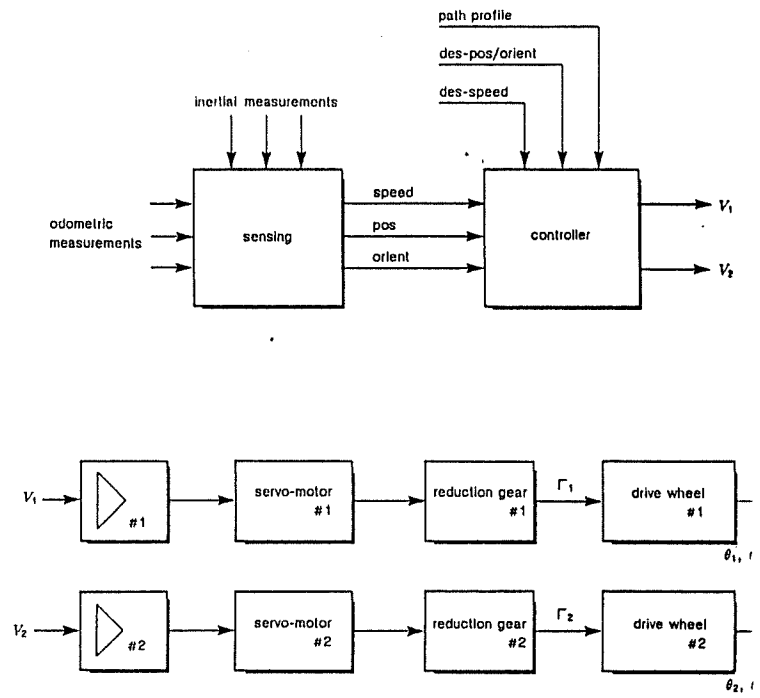 path profile
des-pos/orient
des-speed
inertial measurements
odometric
measurements
sensing
speed
pos
orient
controller
V₁
V₂
V₁
#1
servo-motor
#1
reduction gear
#1
Γ₁
drive wheel
#1
θ₁,
V₂
#2
servo-motor
#2
reduction gear
#2
Γ₂
drive wheel
#2
θ₂,